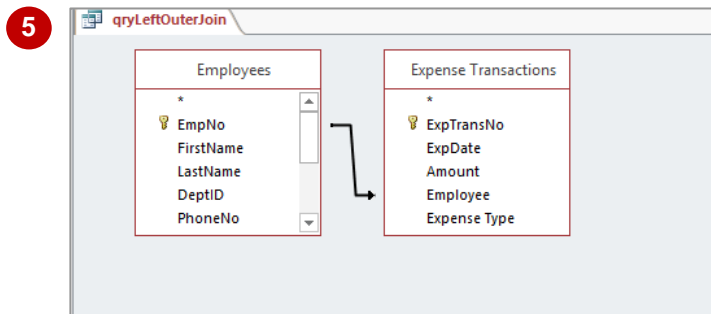 5
qryLeftOuterJoin
Employees
*
EmpNo
FirstName
LastName
DeptID
PhoneNo
Expense Transactions
*
ExpTransNo
ExpDate
Amount
Employee
Expense Type